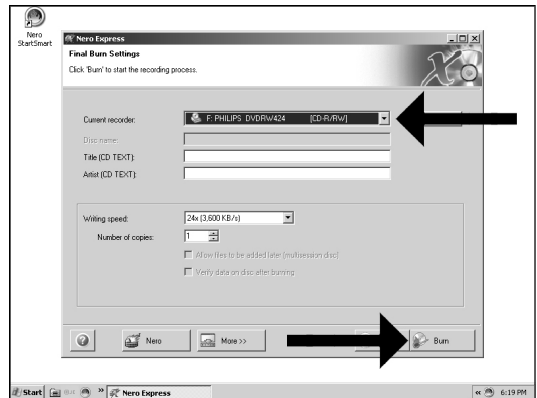 Nero
StartSmart
Nero Express
Final Burn Settings
Click 'Burn' to start the recording process.
Current recorder:
F: PHILIPS DVDRW424 [CD-R/RW]
Disc name:
Title (CD TEXT):
Artist (CD TEXT):
Writing speed:
24x (3,600 KB/s)
Number of copies:
1
Allow files to be added later (multisession disc)
Verify data on disc after burning
Nero
More >>
Burn
Start
»
Nero Express
«
6:19 PM